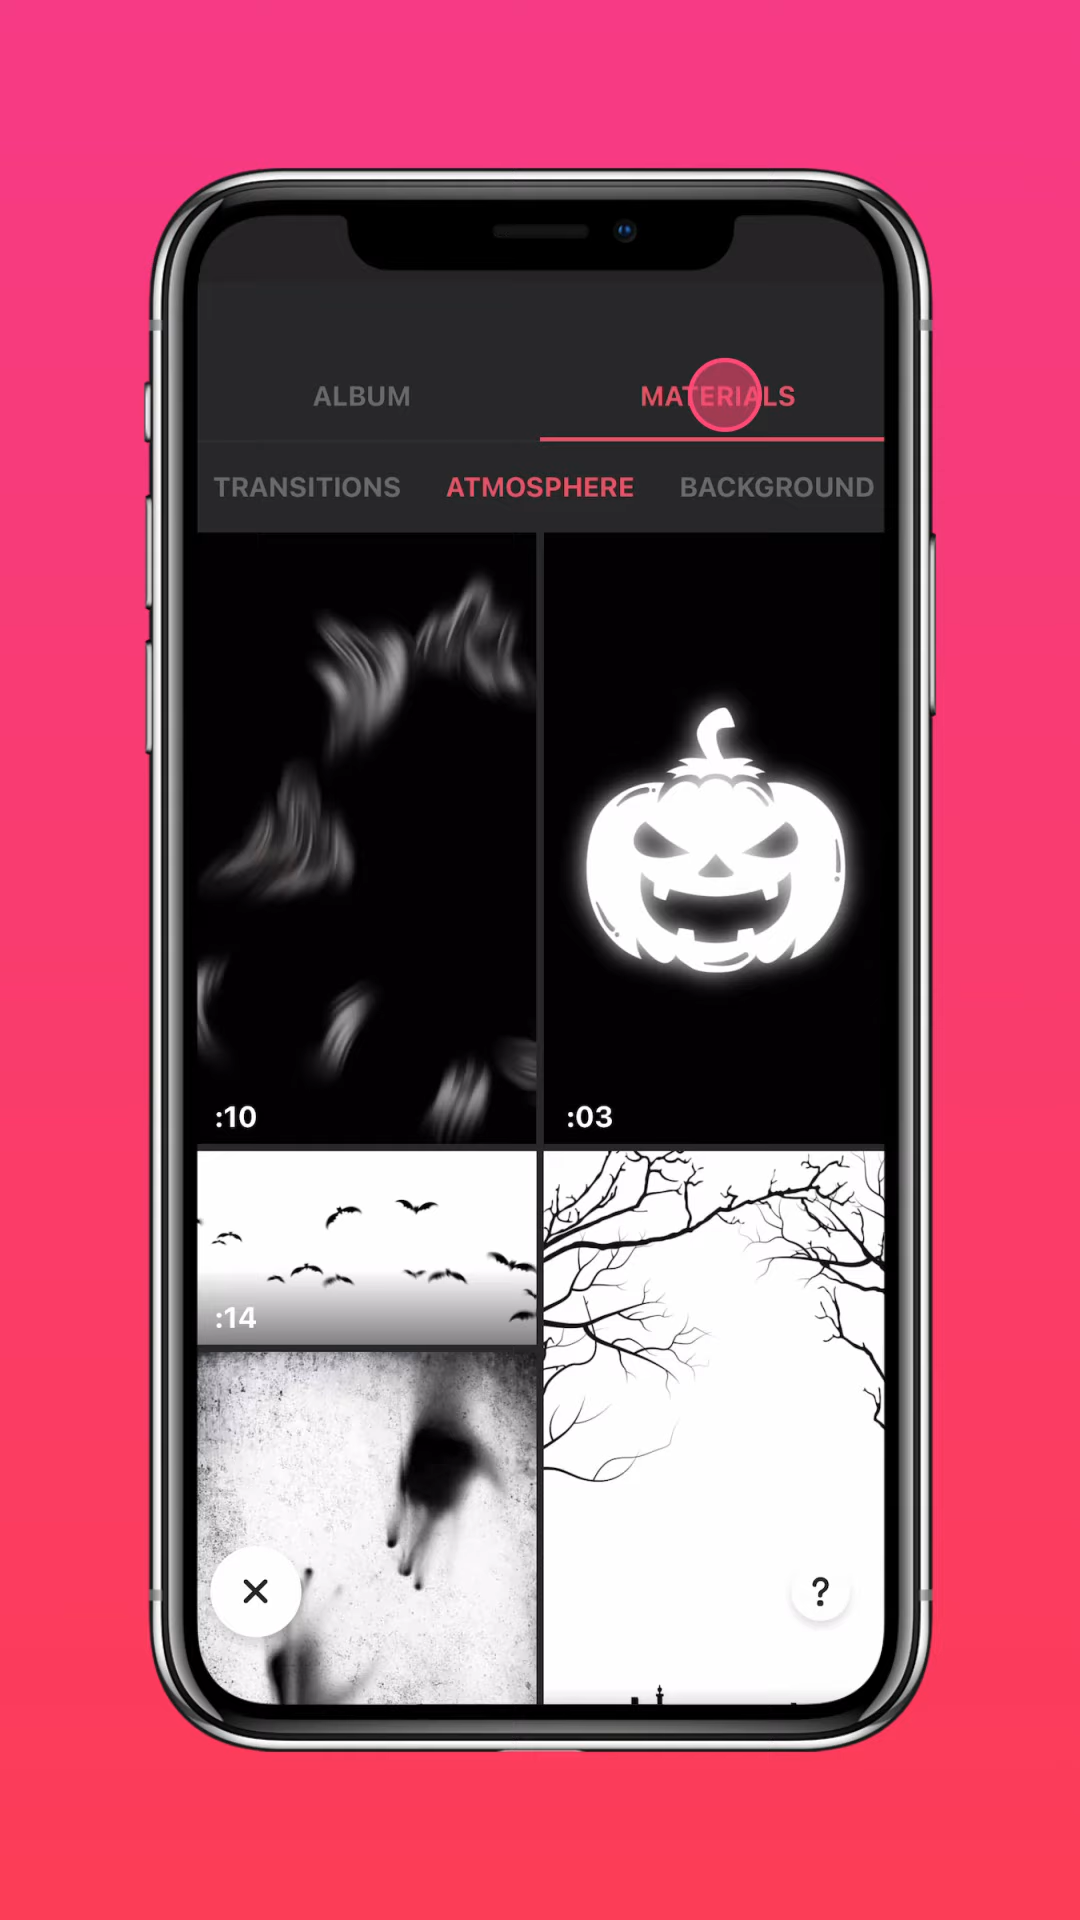 ALBUM
MATERIALS
TRANSITIONS
ATMOSPHERE
BACKGROUND
:10
:03
:14
?